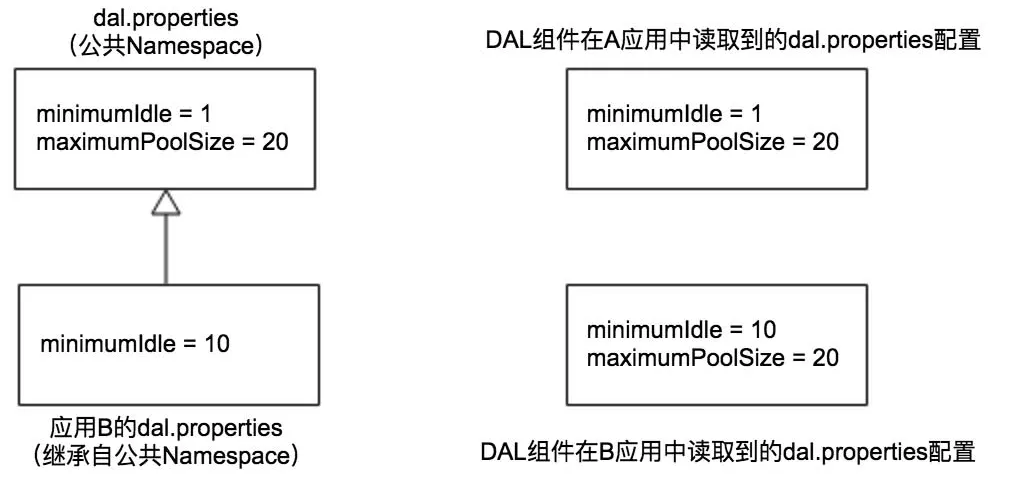 dal.properties
（公共Namespace）
minimumIdle = 1
maximumPoolSize = 20
minimumIdle = 10
应用B的dal.properties
（继承自公共Namespace）
DAL组件在A应用中读取到的dal.properties配置
minimumIdle = 1
maximumPoolSize = 20
minimumIdle = 10
maximumPoolSize = 20
DAL组件在B应用中读取到的dal.properties配置